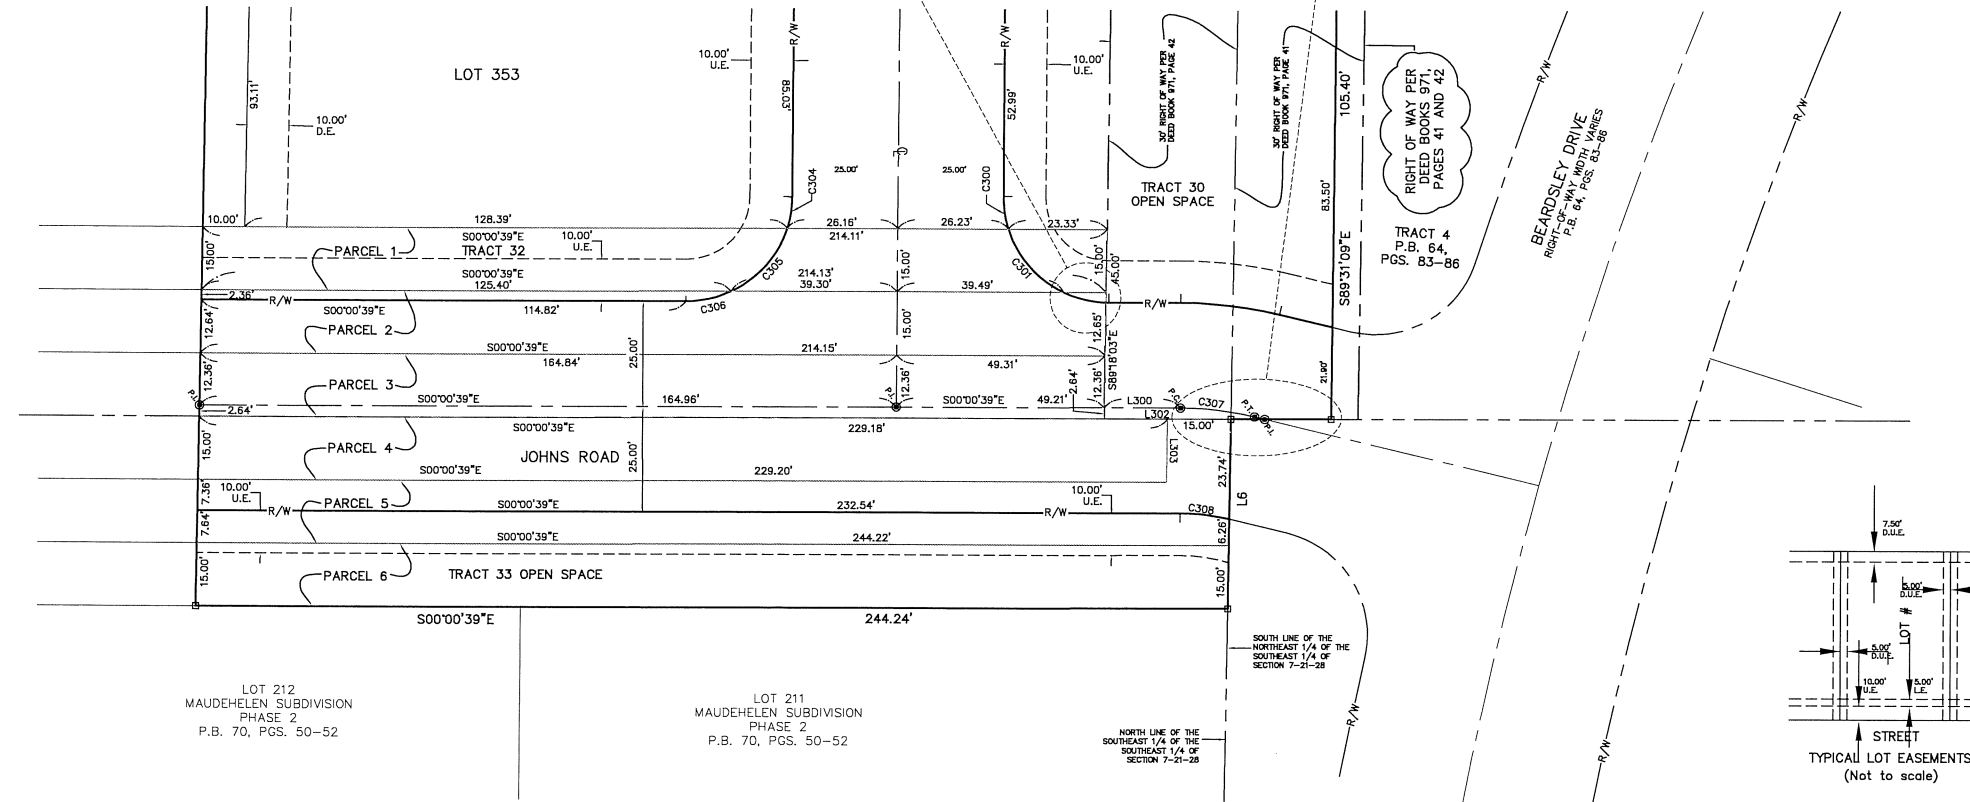 LOT 353
93.11'
10.00'
D.E.
10.00'
U.E.
R/W
85.03'
C304
25.00'
25.00'
C300
R/W
52.99'
10.00'
U.E.
30' RIGHT OF WAY PER
DEED BOOK 971, PAGE 42
30' RIGHT OF WAY PER
DEED BOOK 971, PAGE 41
105.40'
RIGHT OF WAY PER
DEED BOOKS 971,
PAGES 41 AND 42
TRACT 30
OPEN SPACE
83.50'
S89°31'09"E
TRACT 4
P.B. 64,
PGS. 83-86
R/W
BEARDSLEY DRIVE
RIGHT-OF-WAY WIDTH VARIES
P.B. 64, PGS. 83-86
R/W
10.00'
128.39'
S00°00'39"E
TRACT 32
PARCEL 1
10.00'
U.E.
15.00'
26.16'
26.23'
23.33'
214.11'
15.00'
15.00'
45.00'
C305
C301
S00°00'39"E
125.40'
214.13'
39.30'
39.49'
2.36'
R/W
S00°00'39"E
114.82'
C306
R/W
12.64'
PARCEL 2
25.00'
15.00'
12.65'
S89°18'03"E
S00°00'39"E
164.84'
214.15'
49.31'
12.36'
PARCEL 3
12.36'
2.64'
12.36'
21.90'
P.T.
S00°00'39"E
164.96'
P.T.
S00°00'39"E
49.21'
L300
P.C.
C307
P.T.
P.I.
2.64'
L302
15.00'
S00°00'39"E
229.18'
15.00'
PARCEL 4
JOHNS ROAD
25.00'
L303
23.74'
L6
S00°00'39"E
229.20'
7.36'
10.00'
U.E.
PARCEL 5
10.00'
U.E.
R/W
S00°00'39"E
232.54'
R/W
C308
7.64'
6.26'
S00°00'39"E
244.22'
15.00'
PARCEL 6
TRACT 33 OPEN SPACE
15.00'
S00°00'39"E
244.24'
SOUTH LINE OF THE
NORTHEAST 1/4 OF THE
SOUTHEAST 1/4 OF
SECTION 7-21-28
LOT 212
MAUDEHELEN SUBDIVISION
PHASE 2
P.B. 70, PGS. 50-52
LOT 211
MAUDEHELEN SUBDIVISION
PHASE 2
P.B. 70, PGS. 50-52
NORTH LINE OF THE
SOUTHEAST 1/4 OF THE
SOUTHEAST 1/4 OF
SECTION 7-21-28
R/W
R/W
7.50'
D.U.E.
5.00'
D.U.E.
LOT #
5.00'
D.U.E.
10.00'
U.E.
5.00'
L.E.
STREET
TYPICAL LOT EASEMENTS
(Not to scale)